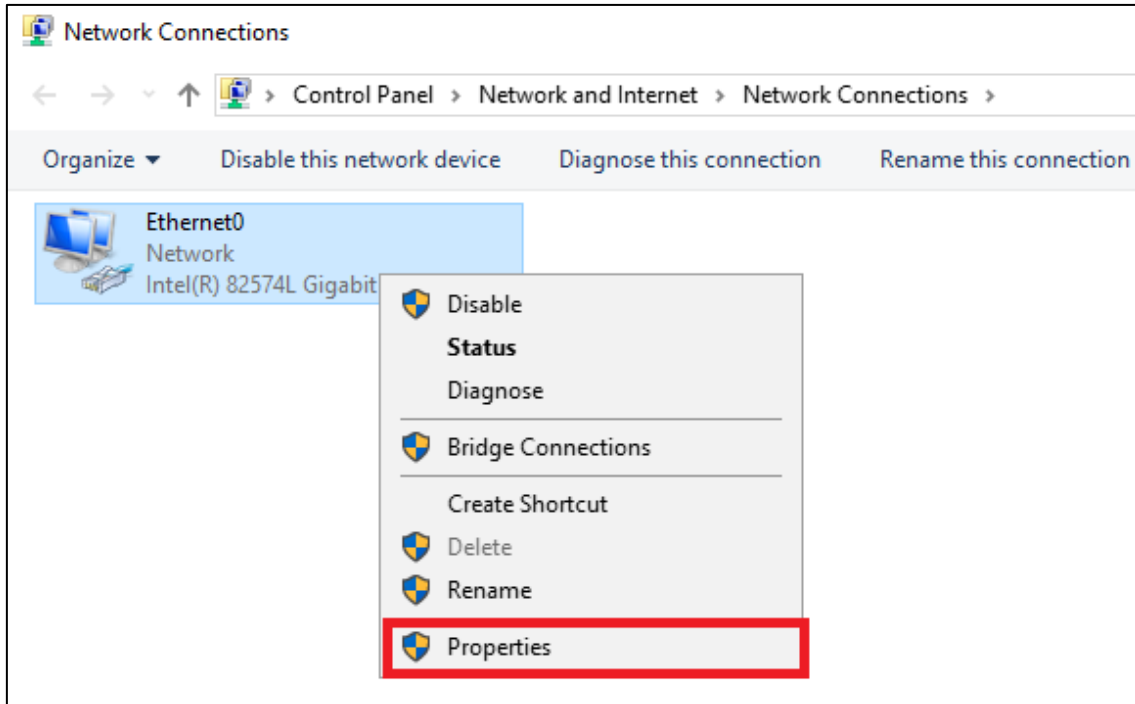 Network Connections
Control Panel > Network and Internet > Network Connections >
Organize Disable this network device Diagnose this connection Rename this connection
Ethernet0
Network
Intel(R) 82574L Gigabit
Disable
Status
Diagnose
Bridge Connections
Create Shortcut
Delete
Rename
Properties